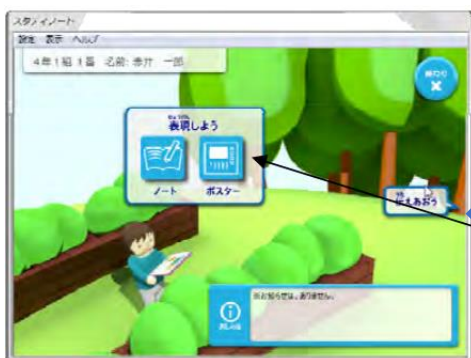 スタディノート
設定 表示 ヘルプ
4年1組 1番 名前: 赤井 一郎
終わり
表現しよう
ノート
ポスター
伝えあおう
お知らせは、ありません。
お知らせ